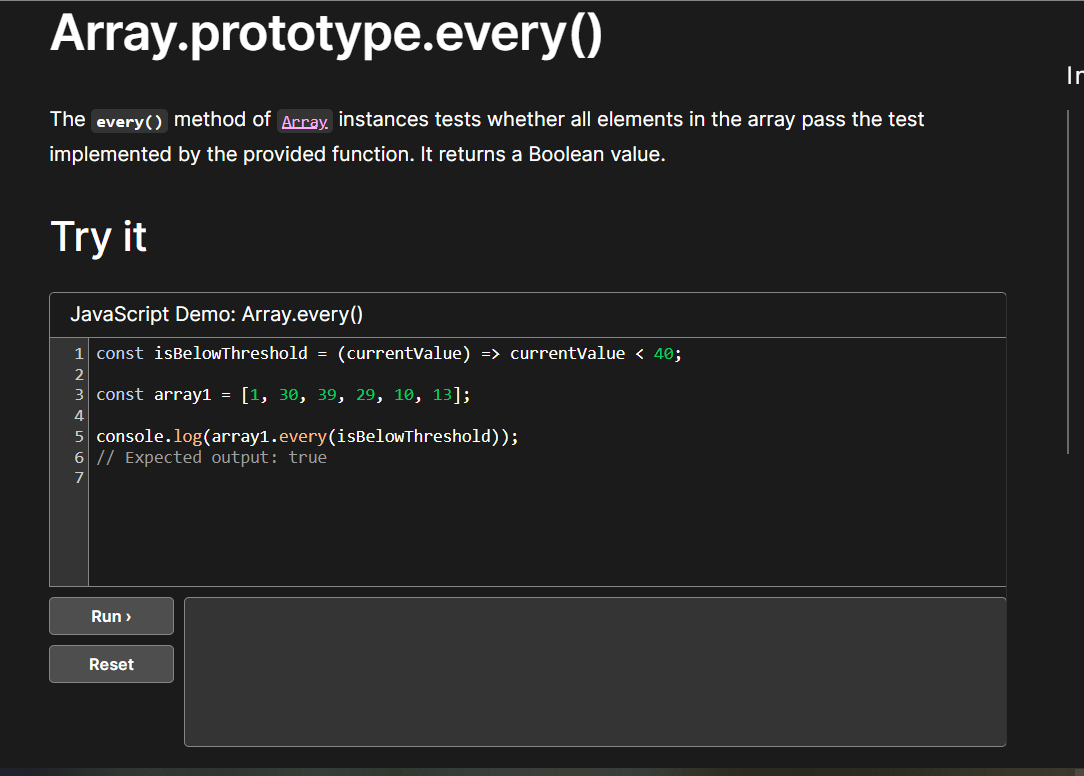 Array.prototype.every()
In
The every() method of Array instances tests whether all elements in the array pass the test
implemented by the provided function. It returns a Boolean value.
Try it
JavaScript Demo: Array.every()
1 const isBelowThreshold = (currentValue) => currentValue < 40;
2
3 const array1 = [1, 30, 39, 29, 10, 13];
4
5 console.log(array1.every(isBelowThreshold));
6 // Expected output: true
7
Run ›
Reset